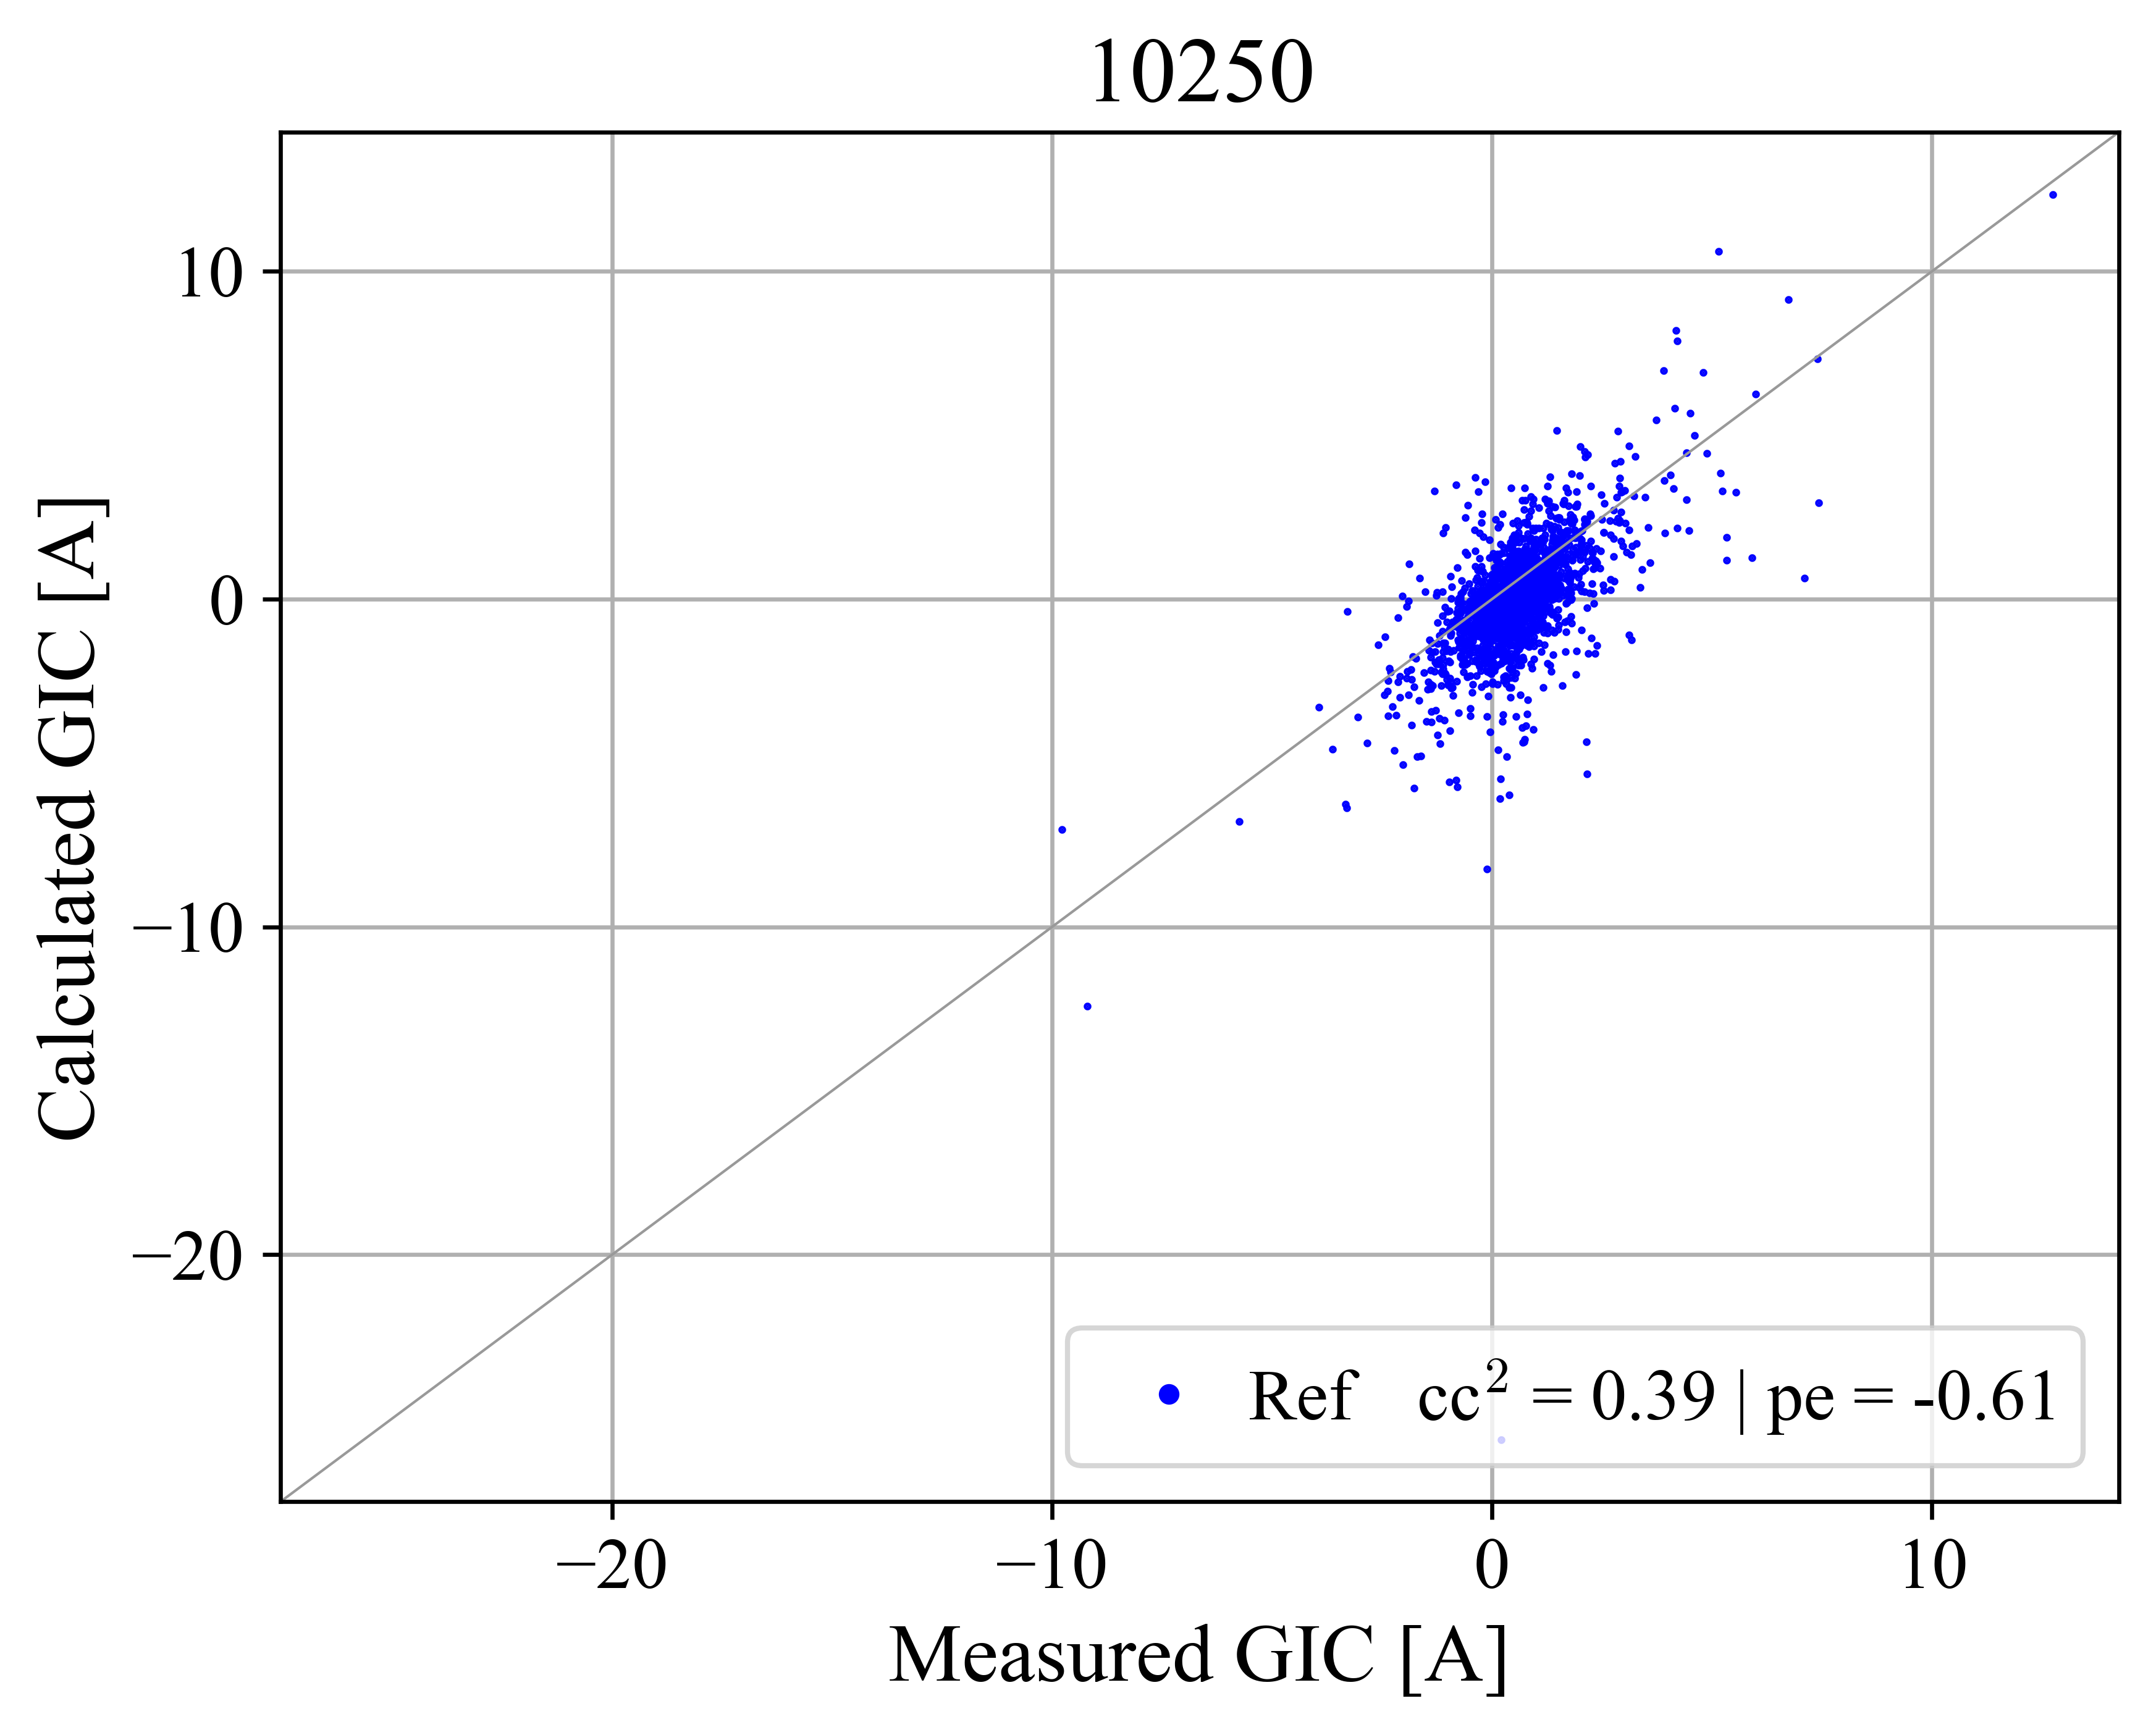 10250
Calculated GIC [A]
10
0
−10
−20
Ref cc² = 0.39 | pe = -0.61
−20 −10 0 10
Measured GIC [A]